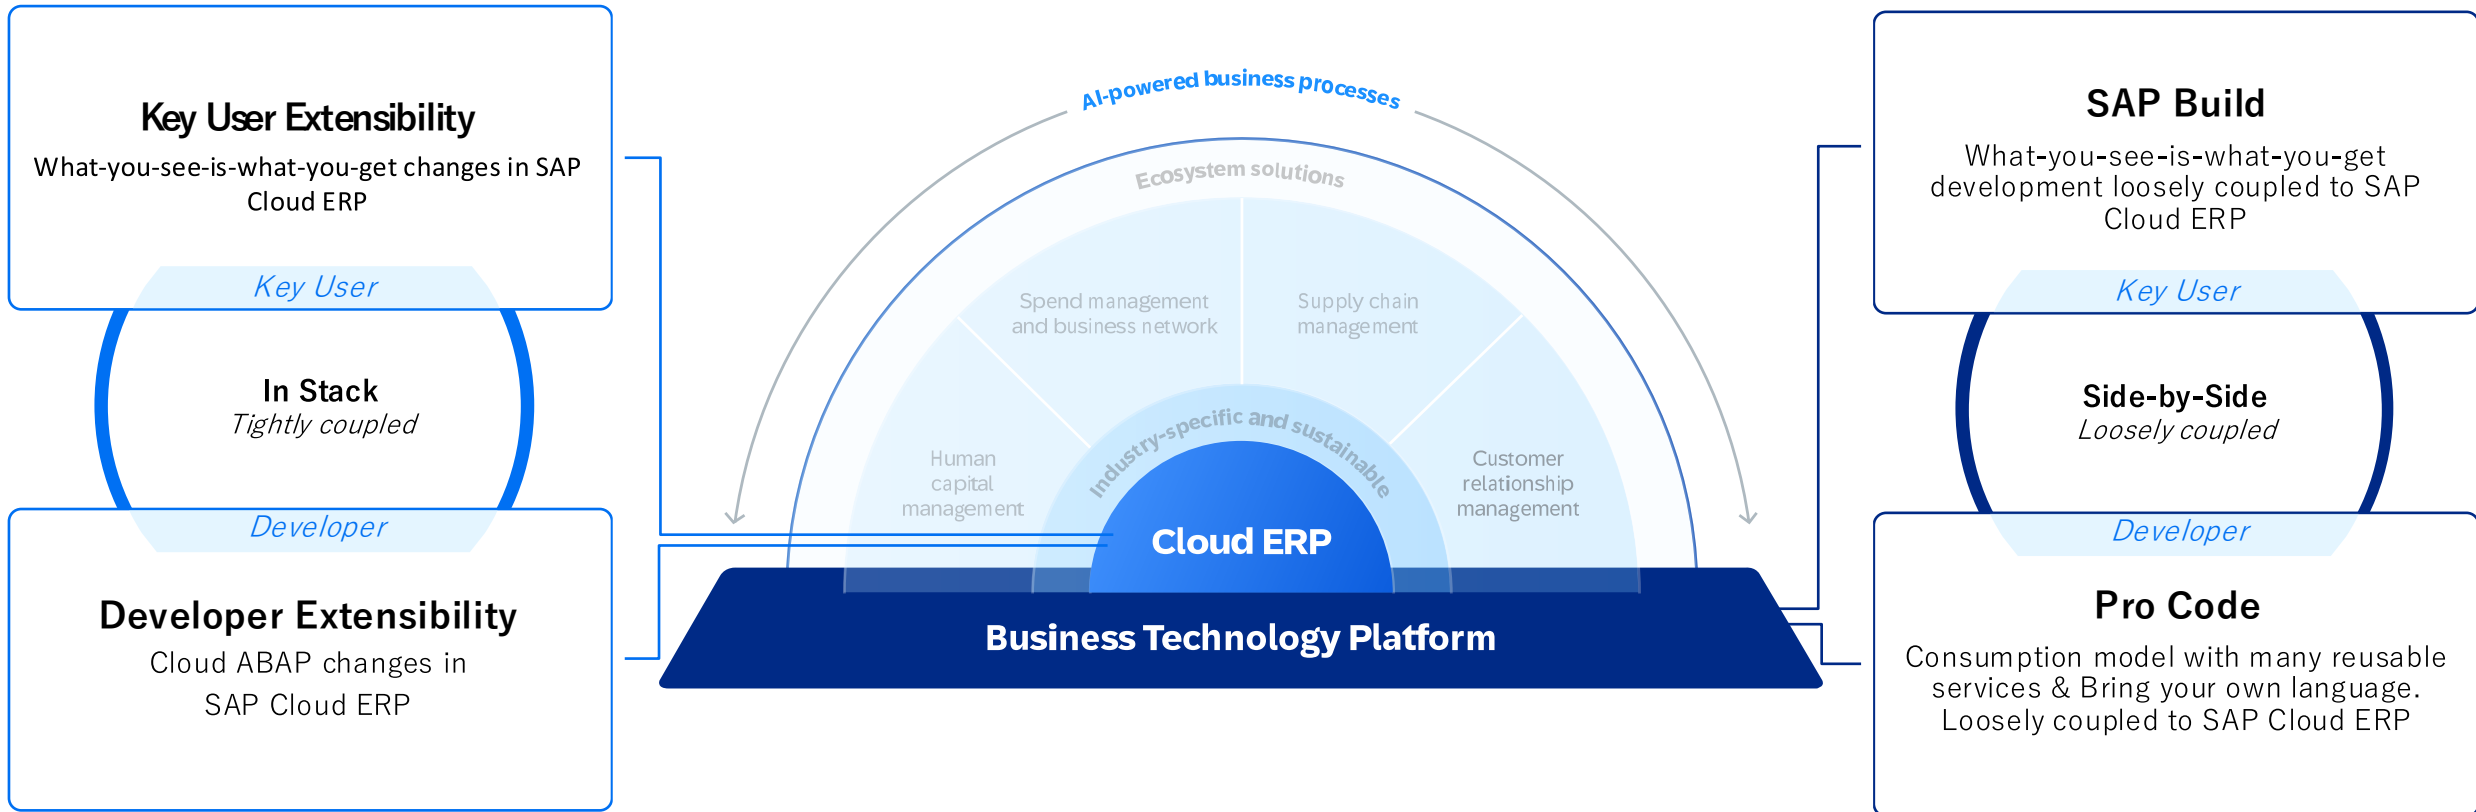 Key User Extensibility
What-you-see-is-what-you-get changes in SAP
Cloud ERP
Key User
In Stack
Tightly coupled
Developer
Developer Extensibility
Cloud ABAP changes in
SAP Cloud ERP
AI-powered business processes
Ecosystem solutions
Spend management
and business network
Supply chain
management
Human
capital
management
Industry-specific and sustainable
Customer
relationship
management
Cloud ERP
Business Technology Platform
SAP Build
What-you-see-is-what-you-get
development loosely coupled to SAP
Cloud ERP
Key User
Side-by-Side
Loosely coupled
Developer
Pro Code
Consumption model with many reusable
services & Bring your own language.
Loosely coupled to SAP Cloud ERP